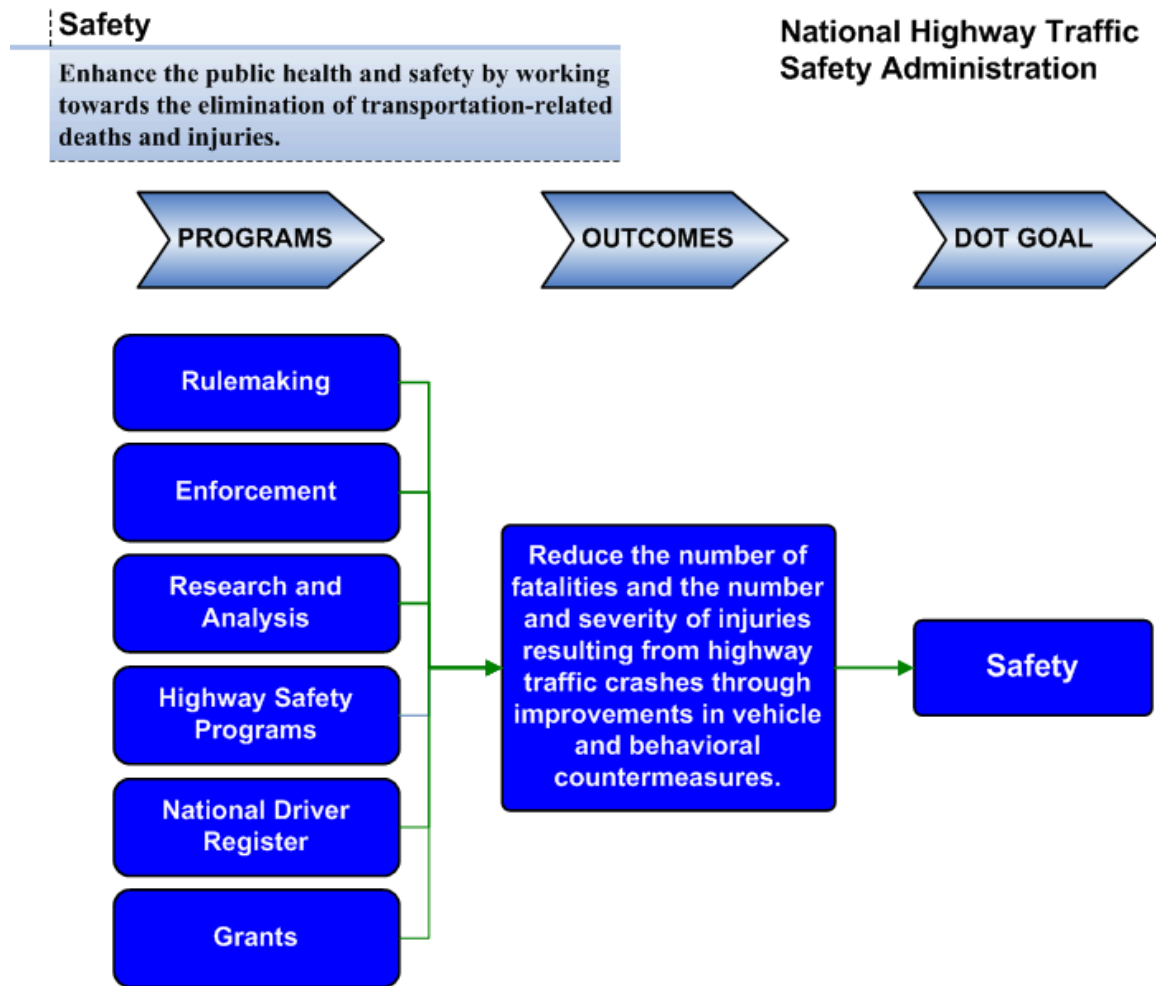 Safety
National Highway Traffic
Safety Administration
Enhance the public health and safety by working
towards the elimination of transportation-related
deaths and injuries.
PROGRAMS
OUTCOMES
DOT GOAL
Rulemaking
Enforcement
Research and
Analysis
Highway Safety
Programs
National Driver
Register
Grants
Reduce the number of
fatalities and the number
and severity of injuries
resulting from highway
traffic crashes through
improvements in vehicle
and behavioral
countermeasures.
Safety